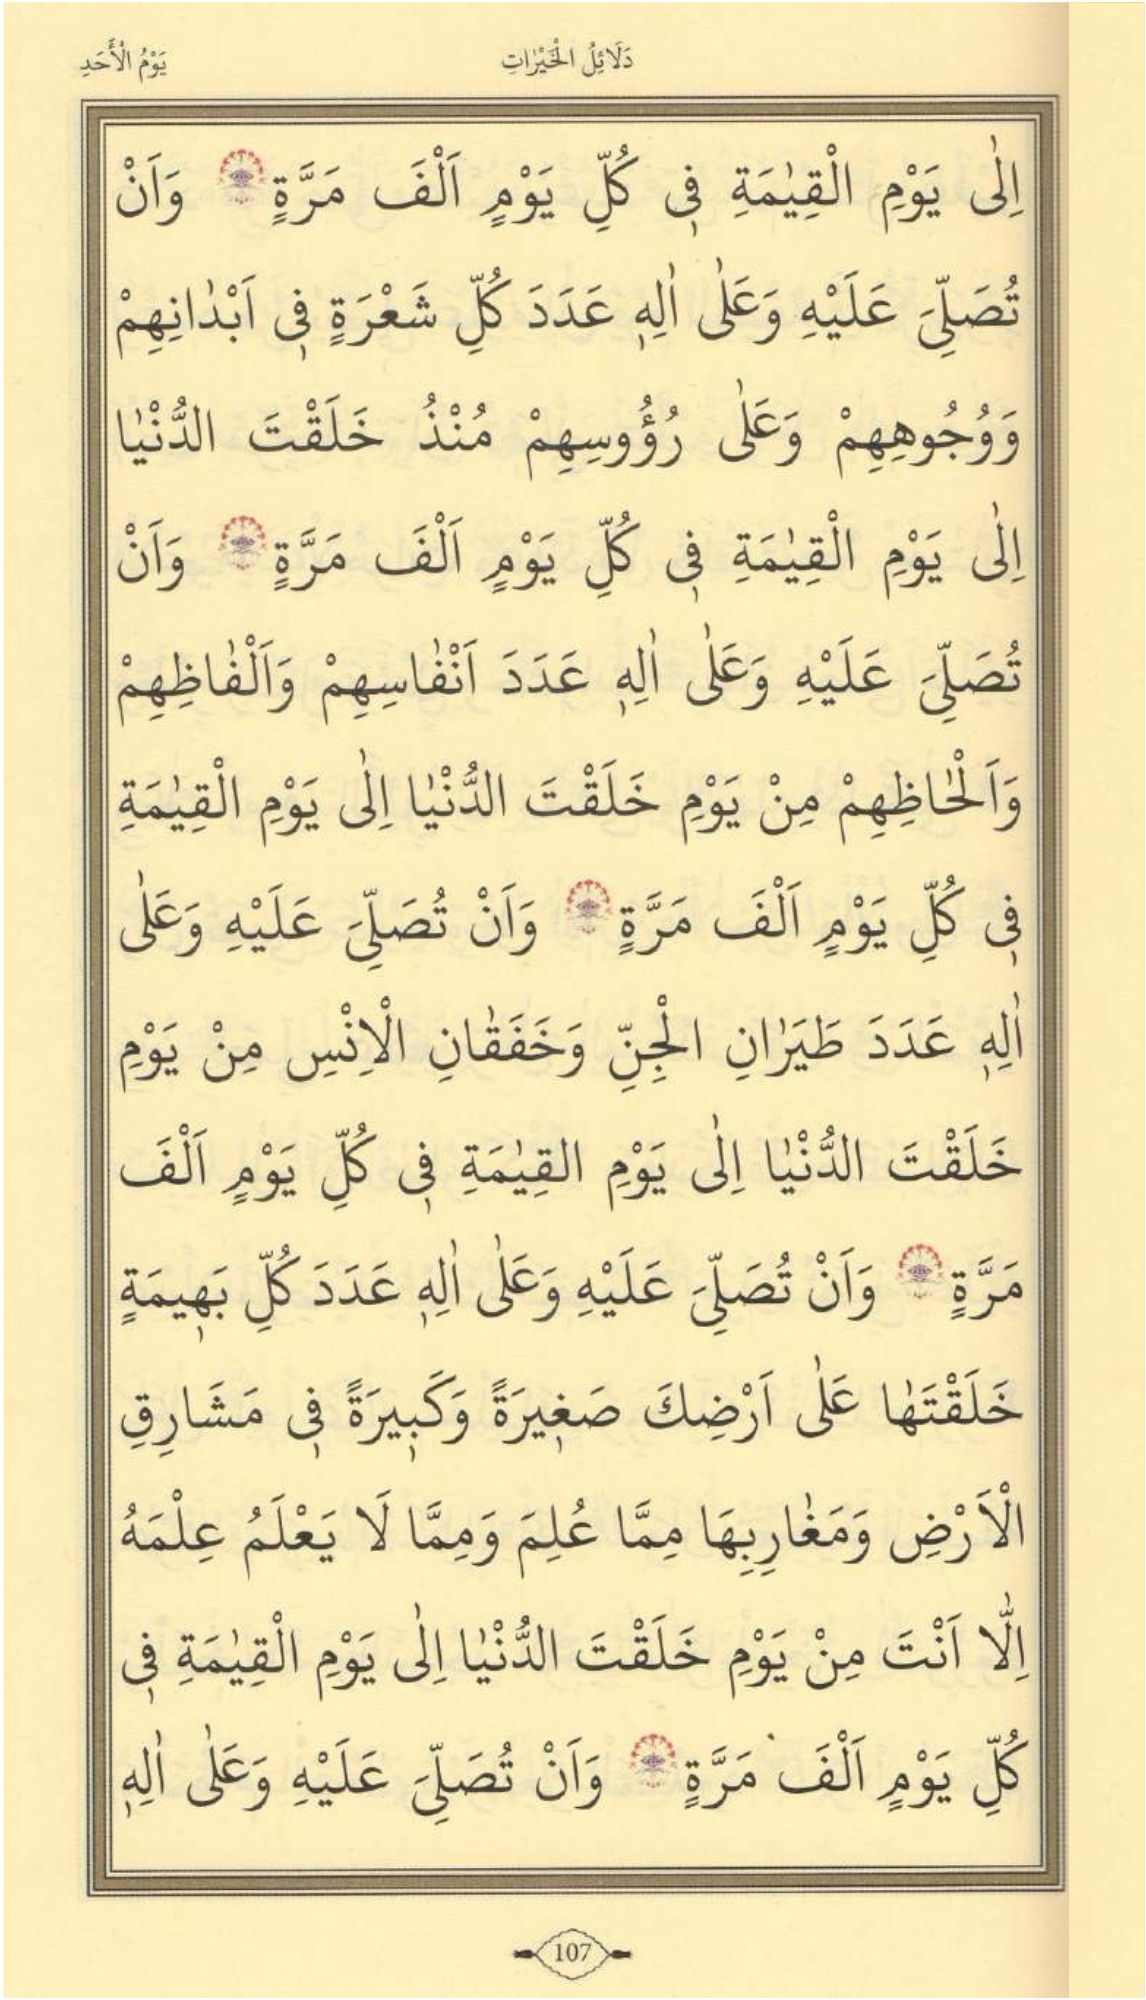 دَلَائِلُ الْخَيْرَاتِ
يَوْمُ الْأَحَدِ
اِلٰى يَوْمِ الْقِيٰمَةِ فٖى كُلِّ يَوْمٍ اَلْفَ مَرَّةٍ وَاَنْ
تُصَلِّىَ عَلَيْهِ وَعَلٰى اٰلِهٖ عَدَدَ كُلِّ شَعْرَةٍ فٖى اَبْدٰانِهِمْ
وَوُجُوهِهِمْ وَعَلٰى رُؤُوسِهِمْ مُنْذُ خَلَقْتَ الدُّنْيٰا
اِلٰى يَوْمِ الْقِيٰمَةِ فٖى كُلِّ يَوْمٍ اَلْفَ مَرَّةٍ وَاَنْ
تُصَلِّىَ عَلَيْهِ وَعَلٰى اٰلِهٖ عَدَدَ اَنْفٰاسِهِمْ وَاَلْفٰاظِهِمْ
وَاَلْحٰاظِهِمْ مِنْ يَوْمِ خَلَقْتَ الدُّنْيٰا اِلٰى يَوْمِ الْقِيٰمَةِ
فٖى كُلِّ يَوْمٍ اَلْفَ مَرَّةٍ وَاَنْ تُصَلِّىَ عَلَيْهِ وَعَلٰى
اٰلِهٖ عَدَدَ طَيَرٰانِ الْجِنِّ وَخَفَقٰانِ الْاِنْسِ مِنْ يَوْمِ
خَلَقْتَ الدُّنْيٰا اِلٰى يَوْمِ القِيٰمَةِ فٖى كُلِّ يَوْمٍ اَلْفَ
مَرَّةٍ وَاَنْ تُصَلِّىَ عَلَيْهِ وَعَلٰى اٰلِهٖ عَدَدَ كُلِّ بَهٖيمَةٍ
خَلَقْتَهٰا عَلٰى اَرْضِكَ صَغٖيرَةً وَكَبٖيرَةً فٖى مَشَارِقِ
الْاَرْضِ وَمَغٰارِبِهَا مِمَّا عُلِمَ وَمِمَّا لَا يَعْلَمُ عِلْمَهُ
اِلَّا اَنْتَ مِنْ يَوْمِ خَلَقْتَ الدُّنْيٰا اِلٰى يَوْمِ الْقِيٰمَةِ فٖى
كُلِّ يَوْمٍ اَلْفَ مَرَّةٍ وَاَنْ تُصَلِّىَ عَلَيْهِ وَعَلٰى اٰلِهٖ
107